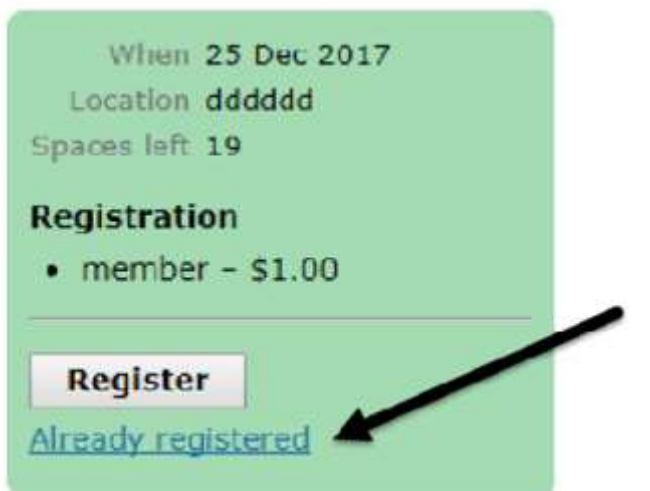 When 25 Dec 2017
Location dddddd
Spaces left 19
Registration
• member – $1.00
Register
Already registered